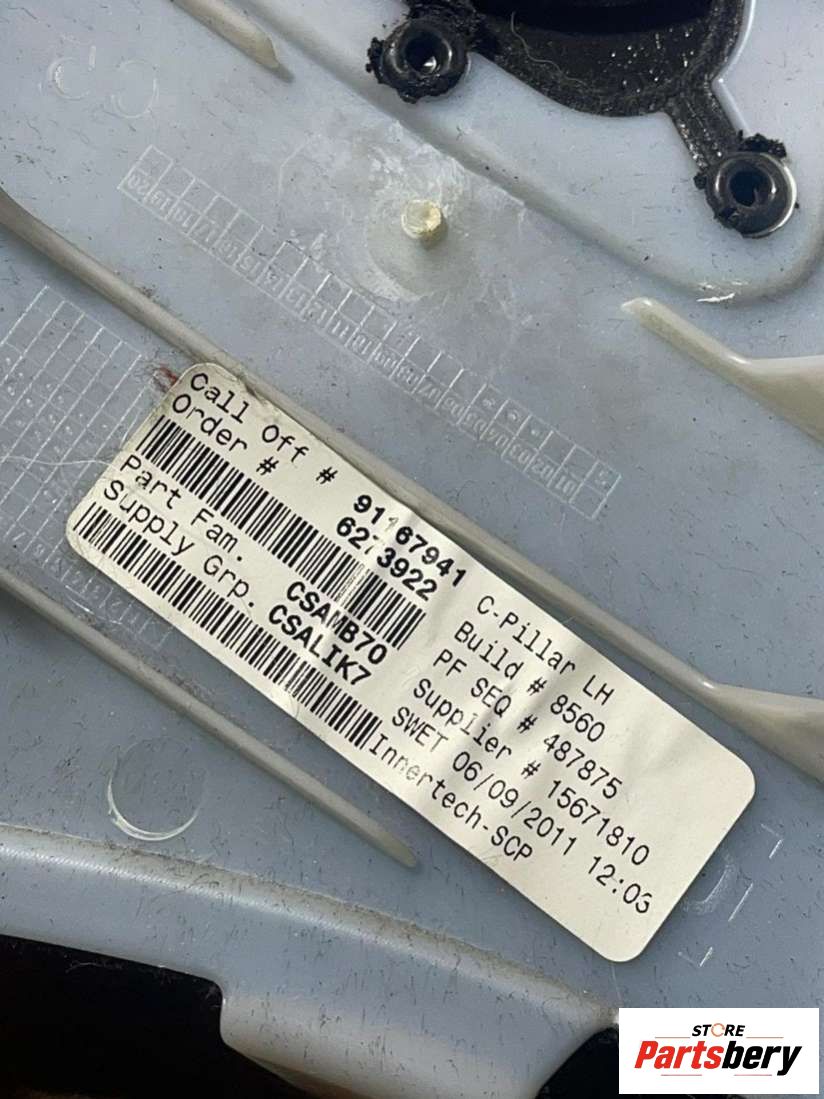 Call Off # 91167941
Order # 6273922
Part Fam. CSAMB70
Supply Grp. CSALIK7
C-Pillar LH
Build # 8560
PF SEQ # 487875
Supplier # 15671810
SWET 06/09/2011 12:03
Innertech-SCP
STORE
Partsbery